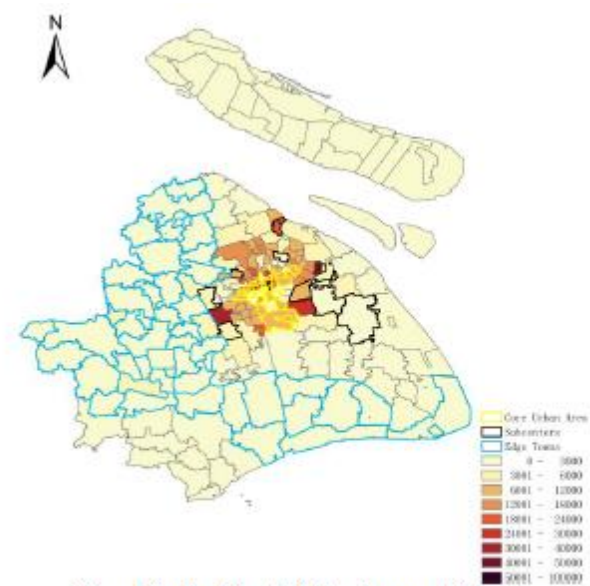 N
Core Urban Area
Subcenters
Edge Towns
0 - 3000
3001 - 6000
6001 - 12000
12001 - 18000
18001 - 24000
24001 - 30000
30001 - 40000
40001 - 50000
50001 - 100000